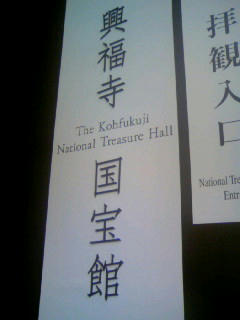 興福寺
The Kohfukuji
National Treasure Hall
国宝館
拝観入口
National Tre
Entr